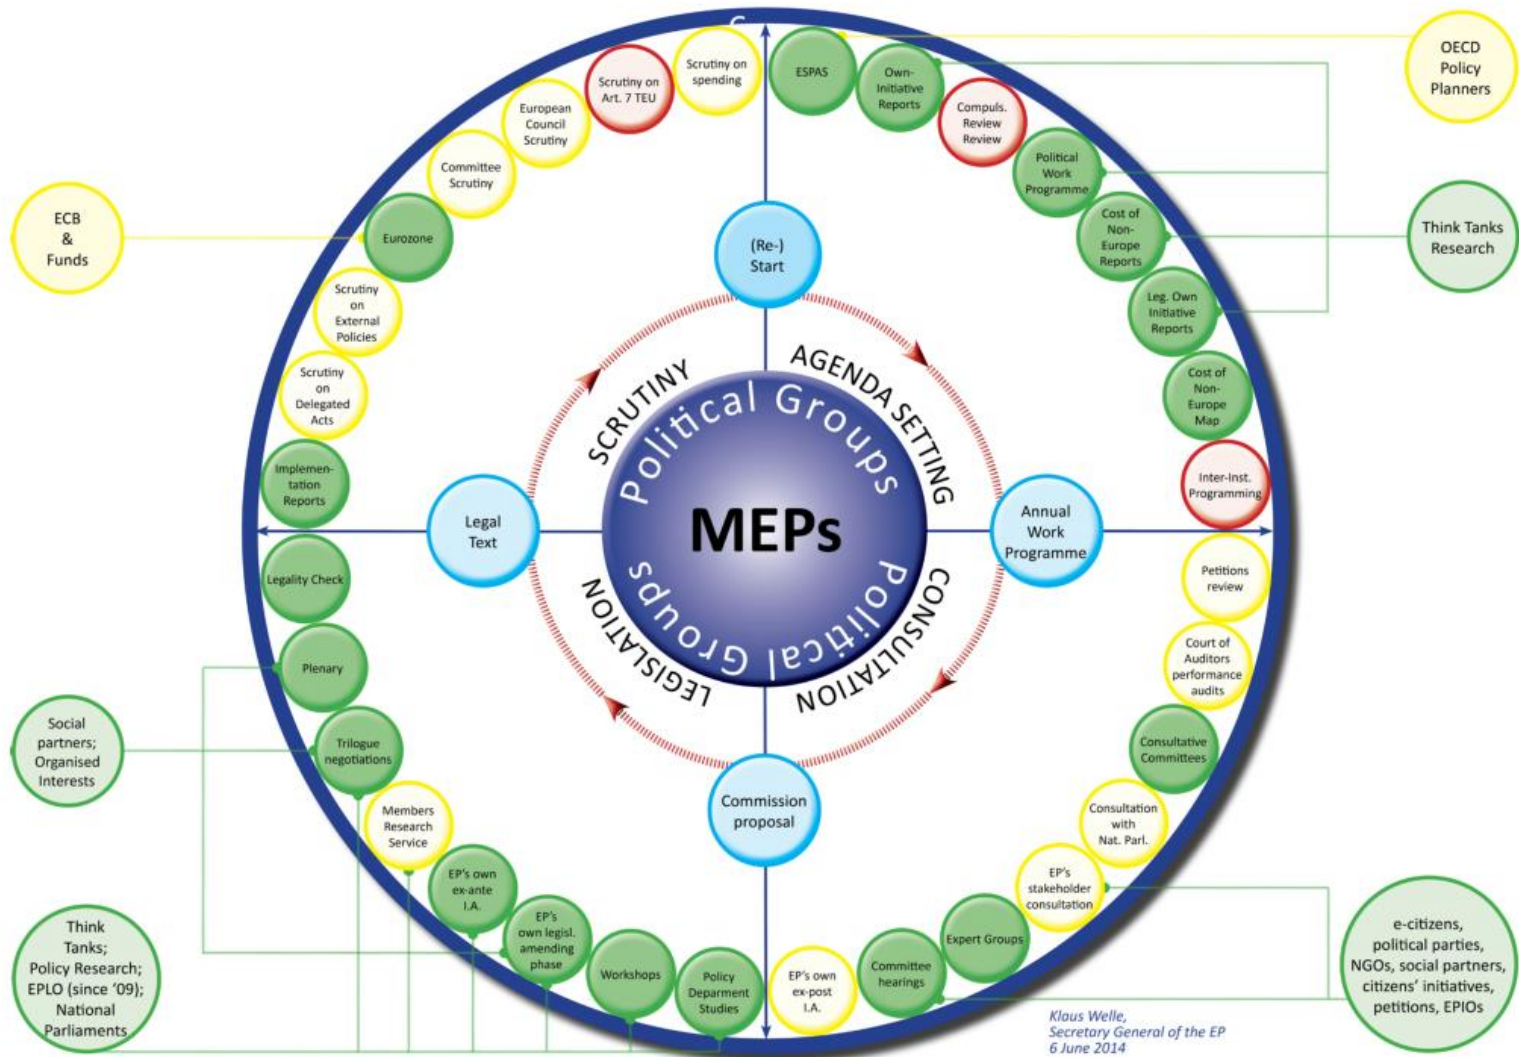 Scrutiny on
spending
ESPAS
Own-
Initiative
Reports
OECD
Policy
Planners
Scrutiny on
Art. 7 TEU
Compuls.
Review
Review
European
Council
Scrutiny
Political
Work
Programme
Committee
Scrutiny
Cost of
Non-
Europe
Reports
Think Tanks
Research
ECB
&
Funds
Eurozone
(Re-)
Start
Scrutiny
on
External
Policies
Leg. Own
Initiative
Reports
Scrutiny
on
Delegated
Acts
Cost of
Non-
Europe
Map
SCRUTINY
AGENDA SETTING
Political Groups
Implemen-
tation
Reports
Inter-Inst.
Programming
Legal
Text
MEPs
Annual
Work
Programme
Legality Check
Petitions
review
Political Groups
LEGISLATION
CONSULTATION
Plenary
Court of
Auditors
performance
audits
Social
partners;
Organised
Interests
Trilogue
negotiations
Consultative
Committees
Commission
proposal
Members
Research
Service
Consultation
with
Nat. Parl.
EP's own
ex-ante
I.A.
EP's
stakeholder
consultation
Think
Tanks;
Policy Research;
EPLO (since '09);
National
Parliaments
EP's
own legisl.
amending
phase
Expert Groups
e-citizens,
political parties,
NGOs, social partners,
citizens' initiatives,
petitions, EPIOs
Workshops
Policy
Deparment
Studies
EP's own
ex-post
I.A.
Committee
hearings
Klaus Welle,
Secretary General of the EP
6 June 2014